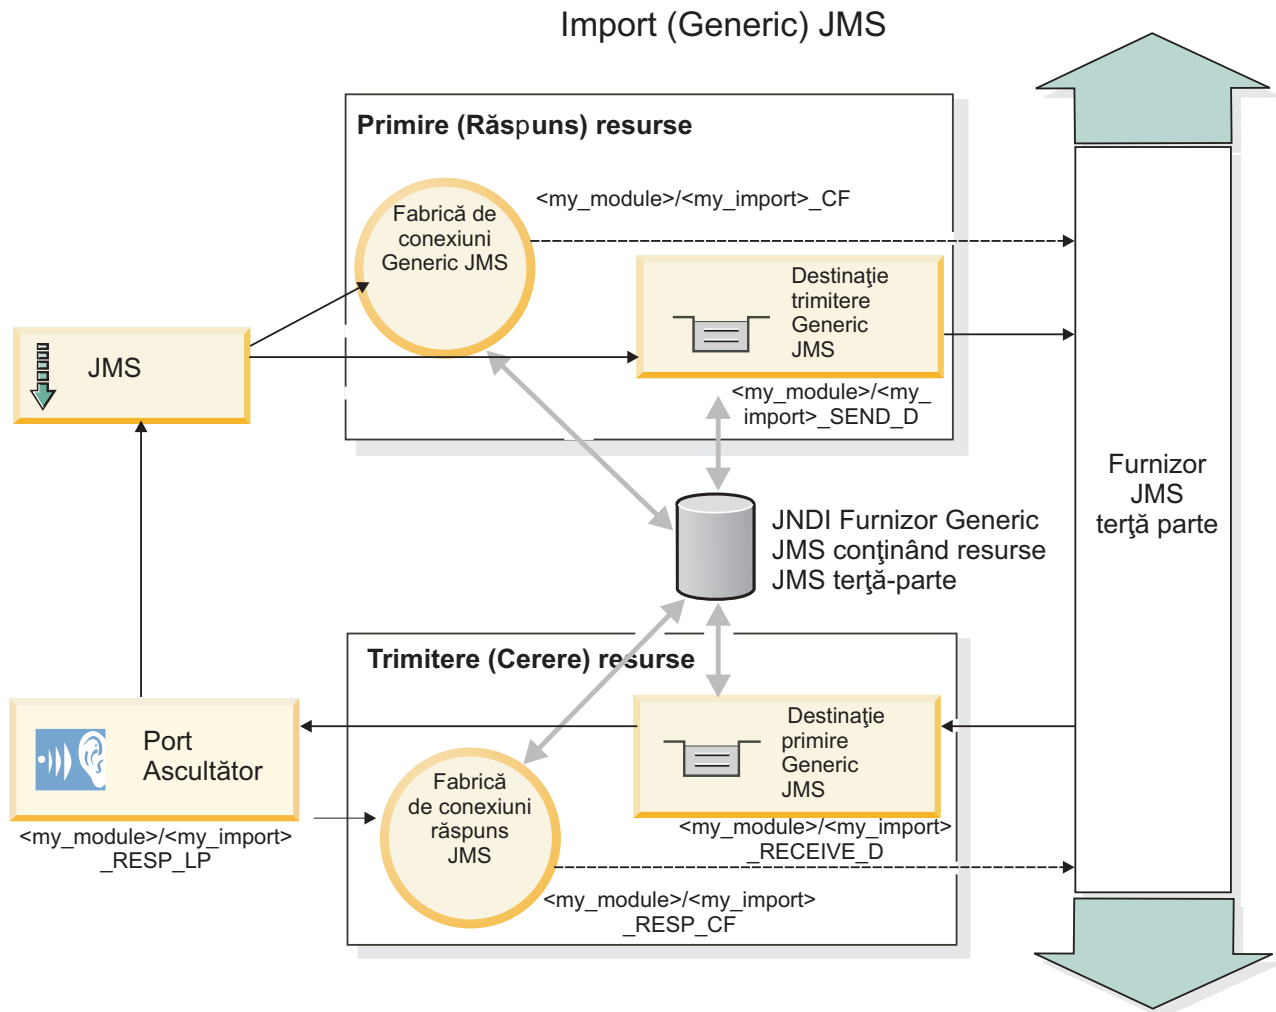 Import (Generic) JMS
Primire (Răspuns) resurse
<my_module>/<my_import>_CF
Fabrică de
conexiuni
Generic JMS
Destinaţie
trimitere
Generic
JMS
JMS
<my_module>/<my_
import>_SEND_D
Furnizor
JMS
terţă parte
JNDI Furnizor Generic
JMS conţinând resurse
JMS terţă-parte
Trimitere (Cerere) resurse
Destinaţie
primire
Generic
JMS
Port
Ascultător
Fabrică
de conexiuni
răspuns
JMS
<my_module>/<my_import>
_RESP_LP
<my_module>/<my_import>
_RECEIVE_D
<my_module>/<my_import>
_RESP_CF